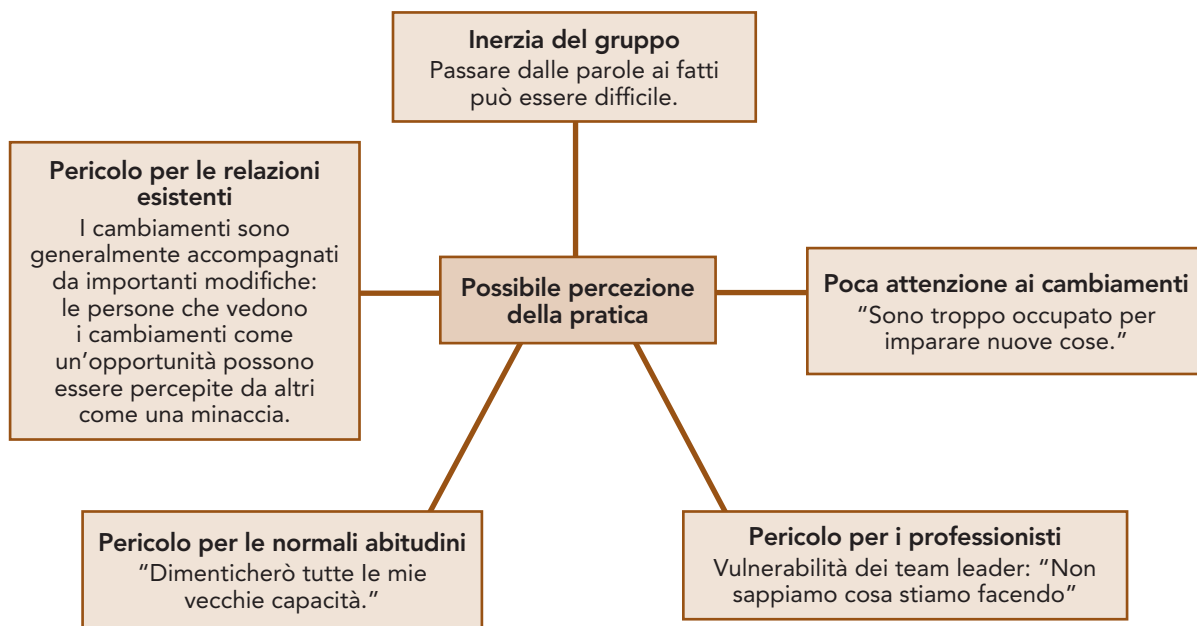 Inerzia del gruppo
Passare dalle parole ai fatti
può essere difficile.
Pericolo per le relazioni
esistenti
I cambiamenti sono
generalmente accompagnati
da importanti modifiche:
le persone che vedono
i cambiamenti come
un’opportunità possono
essere percepite da altri
come una minaccia.
Possibile percezione
della pratica
Poca attenzione ai cambiamenti
“Sono troppo occupato per
imparare nuove cose.”
Pericolo per le normali abitudini
“Dimenticherò tutte le mie
vecchie capacità.”
Pericolo per i professionisti
Vulnerabilità dei team leader: “Non
sappiamo cosa stiamo facendo”